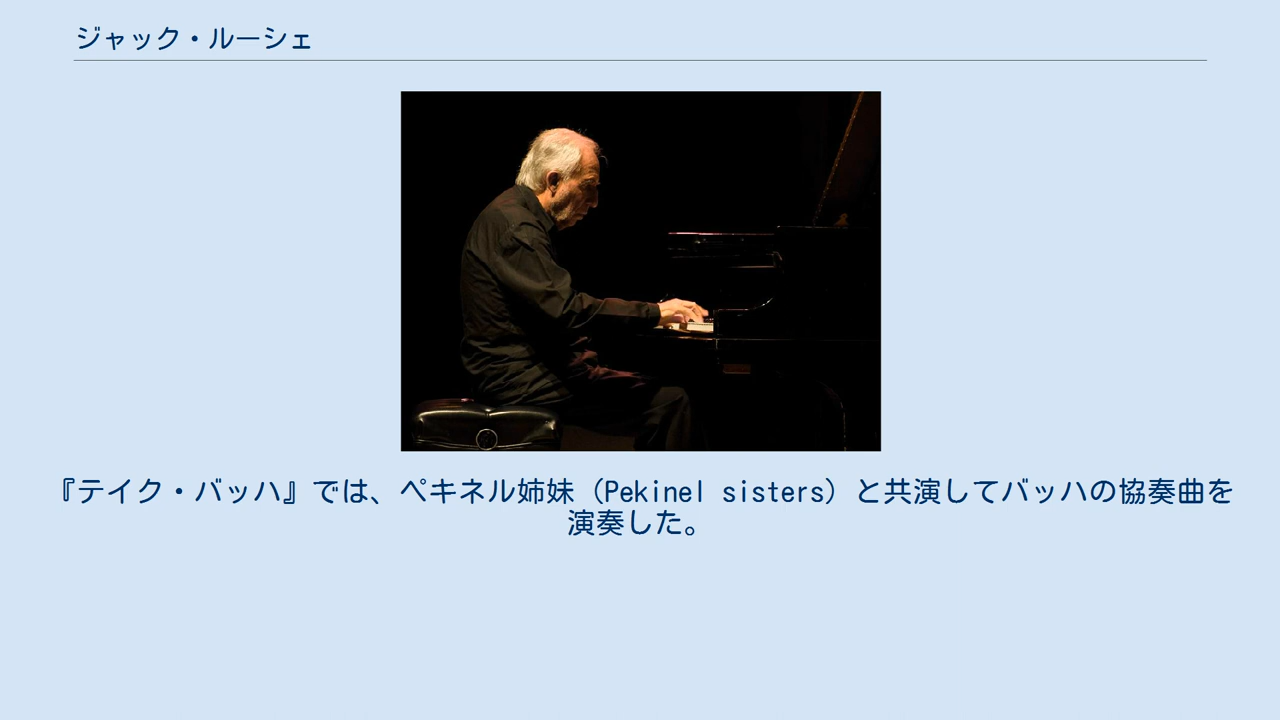 ジャック・ルーシェ
『テイク・バッハ』では、ペキネル姉妹（Pekinel sisters）と共演してバッハの協奏曲を
演奏した。